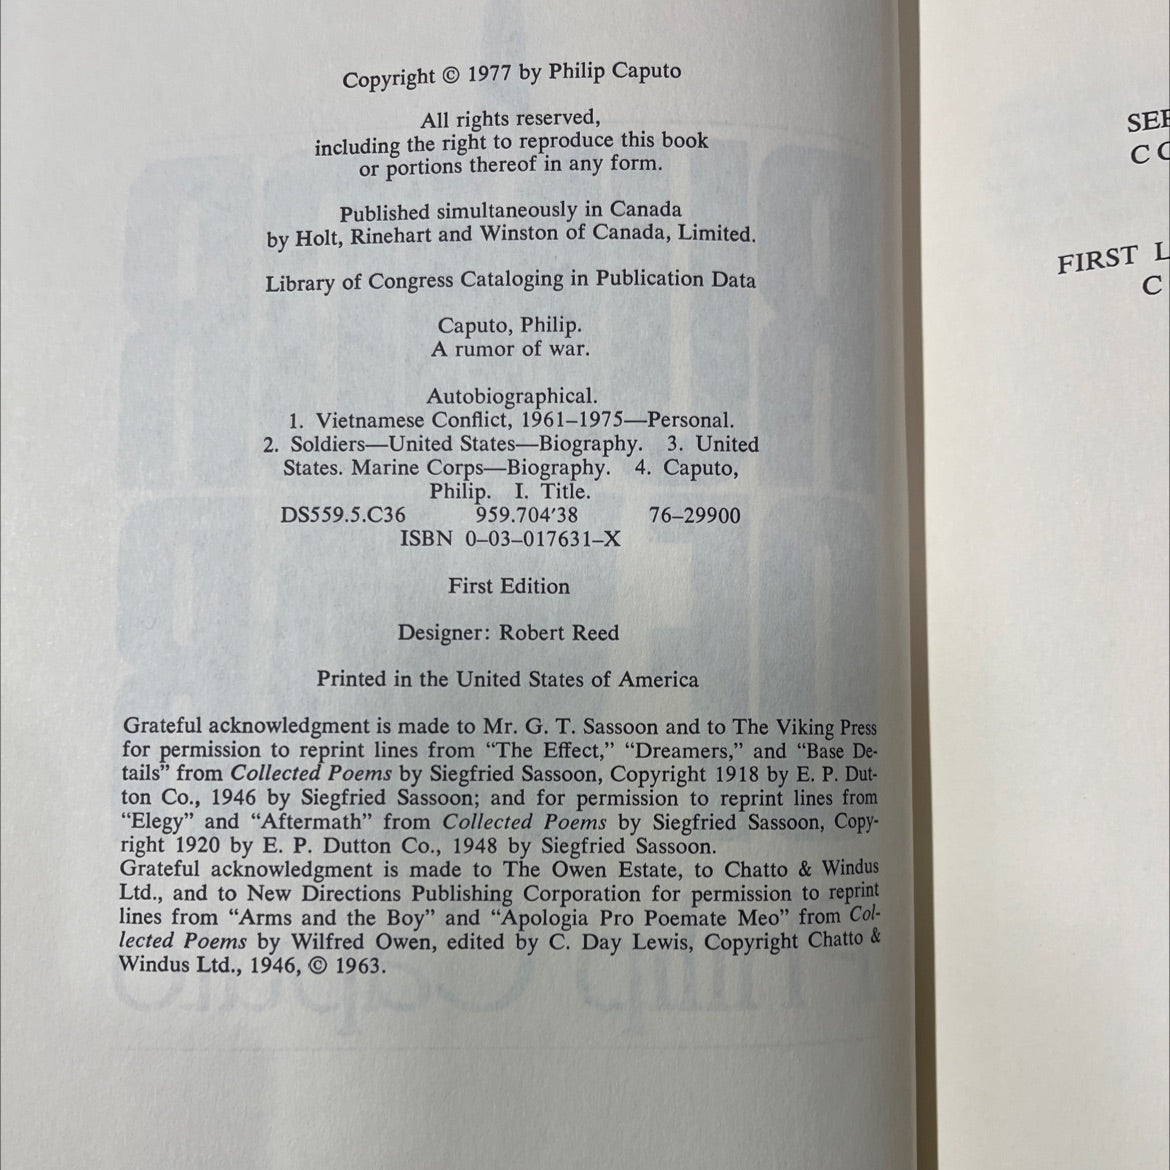 Copyright © 1977 by Philip Caputo
All rights reserved,
including the right to reproduce this book
or portions thereof in any form.
Published simultaneously in Canada
by Holt, Rinehart and Winston of Canada, Limited.
Library of Congress Cataloging in Publication Data
Caputo, Philip.
A rumor of war.
Autobiographical.
1. Vietnamese Conflict, 1961–1975—Personal.
2. Soldiers—United States—Biography. 3. United
States. Marine Corps—Biography. 4. Caputo,
Philip. I. Title.
DS559.5.C36 959.704′38 76–29900
ISBN 0–03–017631–X
First Edition
Designer: Robert Reed
Printed in the United States of America
Grateful acknowledgment is made to Mr. G. T. Sassoon and to The Viking Press
for permission to reprint lines from “The Effect,” “Dreamers,” and “Base De-
tails” from Collected Poems by Siegfried Sassoon, Copyright 1918 by E. P. Dut-
ton Co., 1946 by Siegfried Sassoon; and for permission to reprint lines from
“Elegy” and “Aftermath” from Collected Poems by Siegfried Sassoon, Copy-
right 1920 by E. P. Dutton Co., 1948 by Siegfried Sassoon.
Grateful acknowledgment is made to The Owen Estate, to Chatto & Windus
Ltd., and to New Directions Publishing Corporation for permission to reprint
lines from “Arms and the Boy” and “Apologia Pro Poemate Meo” from Col-
lected Poems by Wilfred Owen, edited by C. Day Lewis, Copyright Chatto &
Windus Ltd., 1946, © 1963.
FIRST